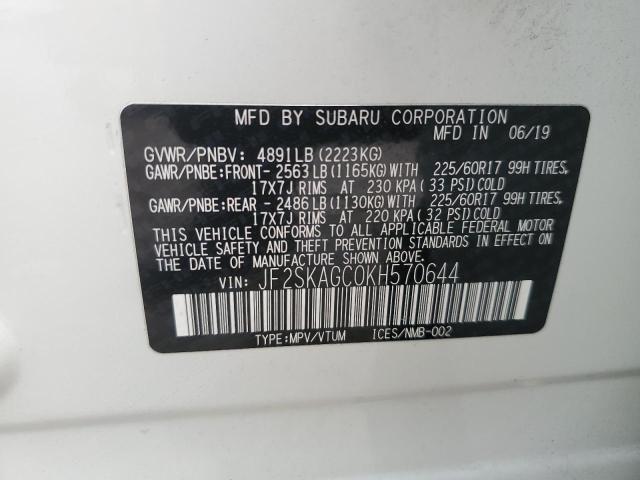 MFD BY SUBARU CORPORATION
MFD IN 06/19
GVWR/PNBV: 4891LB (2223KG)
GAWR/PNBE:FRONT- 2563LB (1165KG)WITH 225/60R17 99H TIRES,
17X7J RIMS AT 230 KPA (33 PSI)COLD
GAWR/PNBE:REAR - 2486LB (1130KG)WITH 225/60R17 99H TIRES,
17X7J RIMS AT 220 KPA (32 PSI)COLD
THIS VEHICLE CONFORMS TO ALL APPLICABLE FEDERAL MOTOR
VEHICLE SAFETY AND THEFT PREVENTION STANDARDS IN EFFECT ON
THE DATE OF MANUFACTURE SHOWN ABOVE.
VIN: JF2SKAGC0KH570644
TYPE:MPV/VTUM ICES/NMB-002